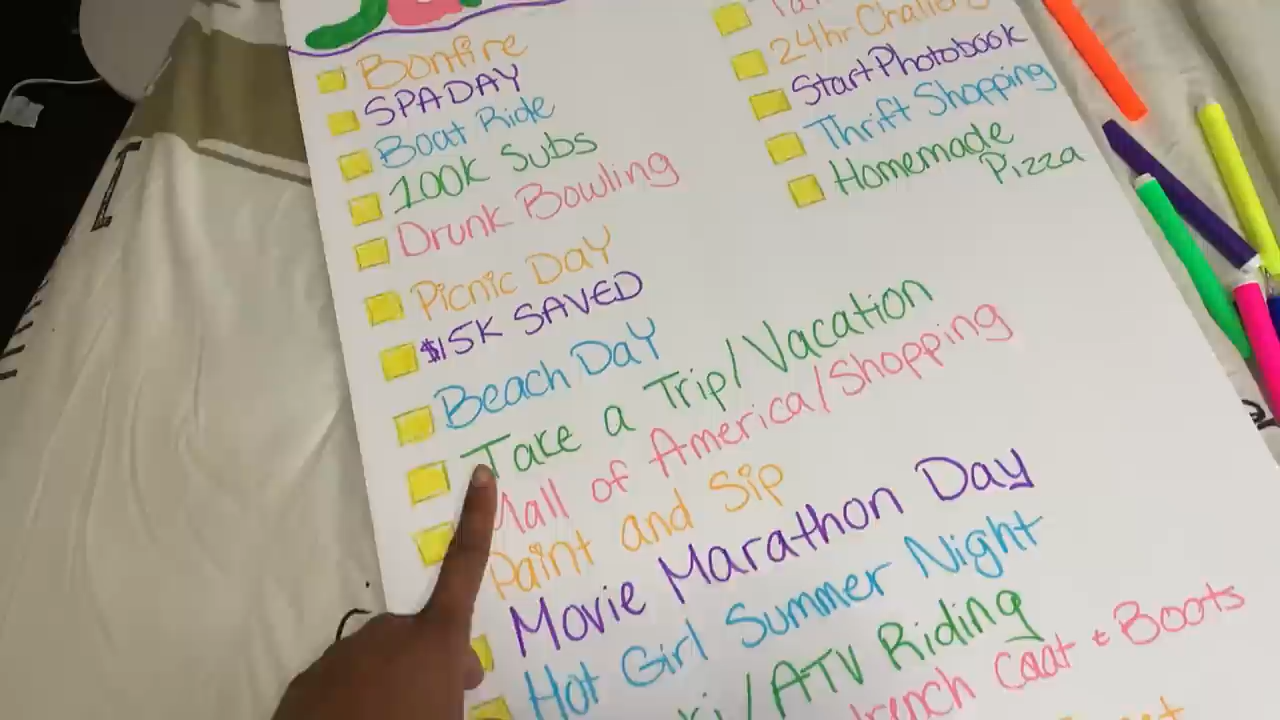 Bonfire
SPADAY
Boat Ride
100K Subs
Drunk Bowling
Picnic DaY
$15K SAVED
Beach DaY
Take a Trip/Vacation
Mall of America/Shopping
Paint and Sip
Movie Marathon Day
Hot Girl Summer Night
/ATV Riding
Coat + Boots
24hr
Start Photobook
Thrift Shopping
Homemade
Pizza